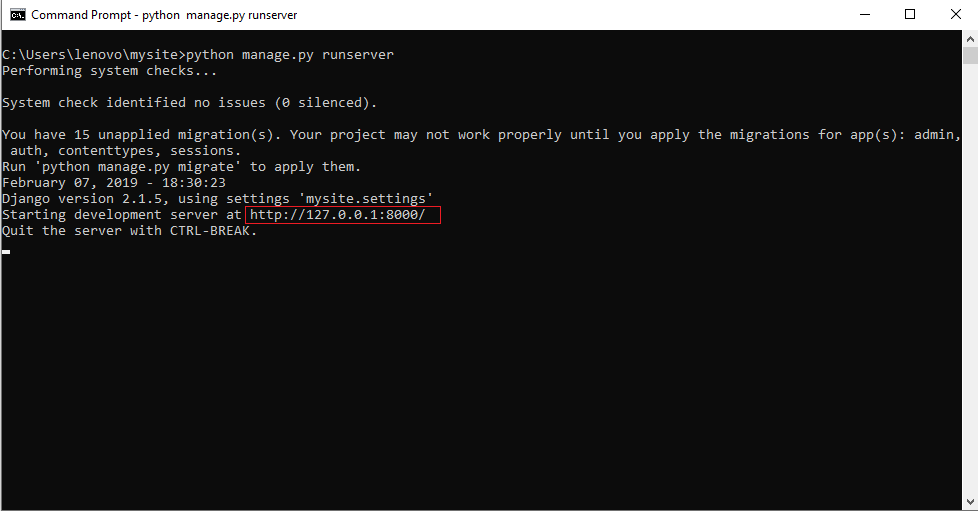 Command Prompt - python  manage.py runserver
C:\Users\lenovo\mysite>python manage.py runserver
Performing system checks...
System check identified no issues (0 silenced).
You have 15 unapplied migration(s). Your project may not work properly until you apply the migrations for app(s): admin,
 auth, contenttypes, sessions.
Run 'python manage.py migrate' to apply them.
February 07, 2019 - 18:30:23
Django version 2.1.5, using settings 'mysite.settings'
Starting development server at http://127.0.0.1:8000/
Quit the server with CTRL-BREAK.